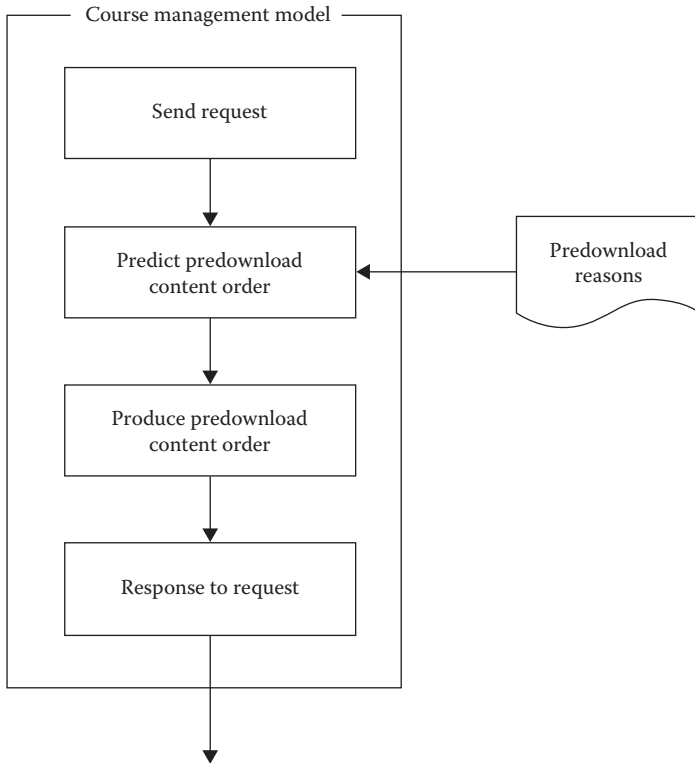 Course management model
Send request
Predict predownload
content order
Predownload
reasons
Produce predownload
content order
Response to request